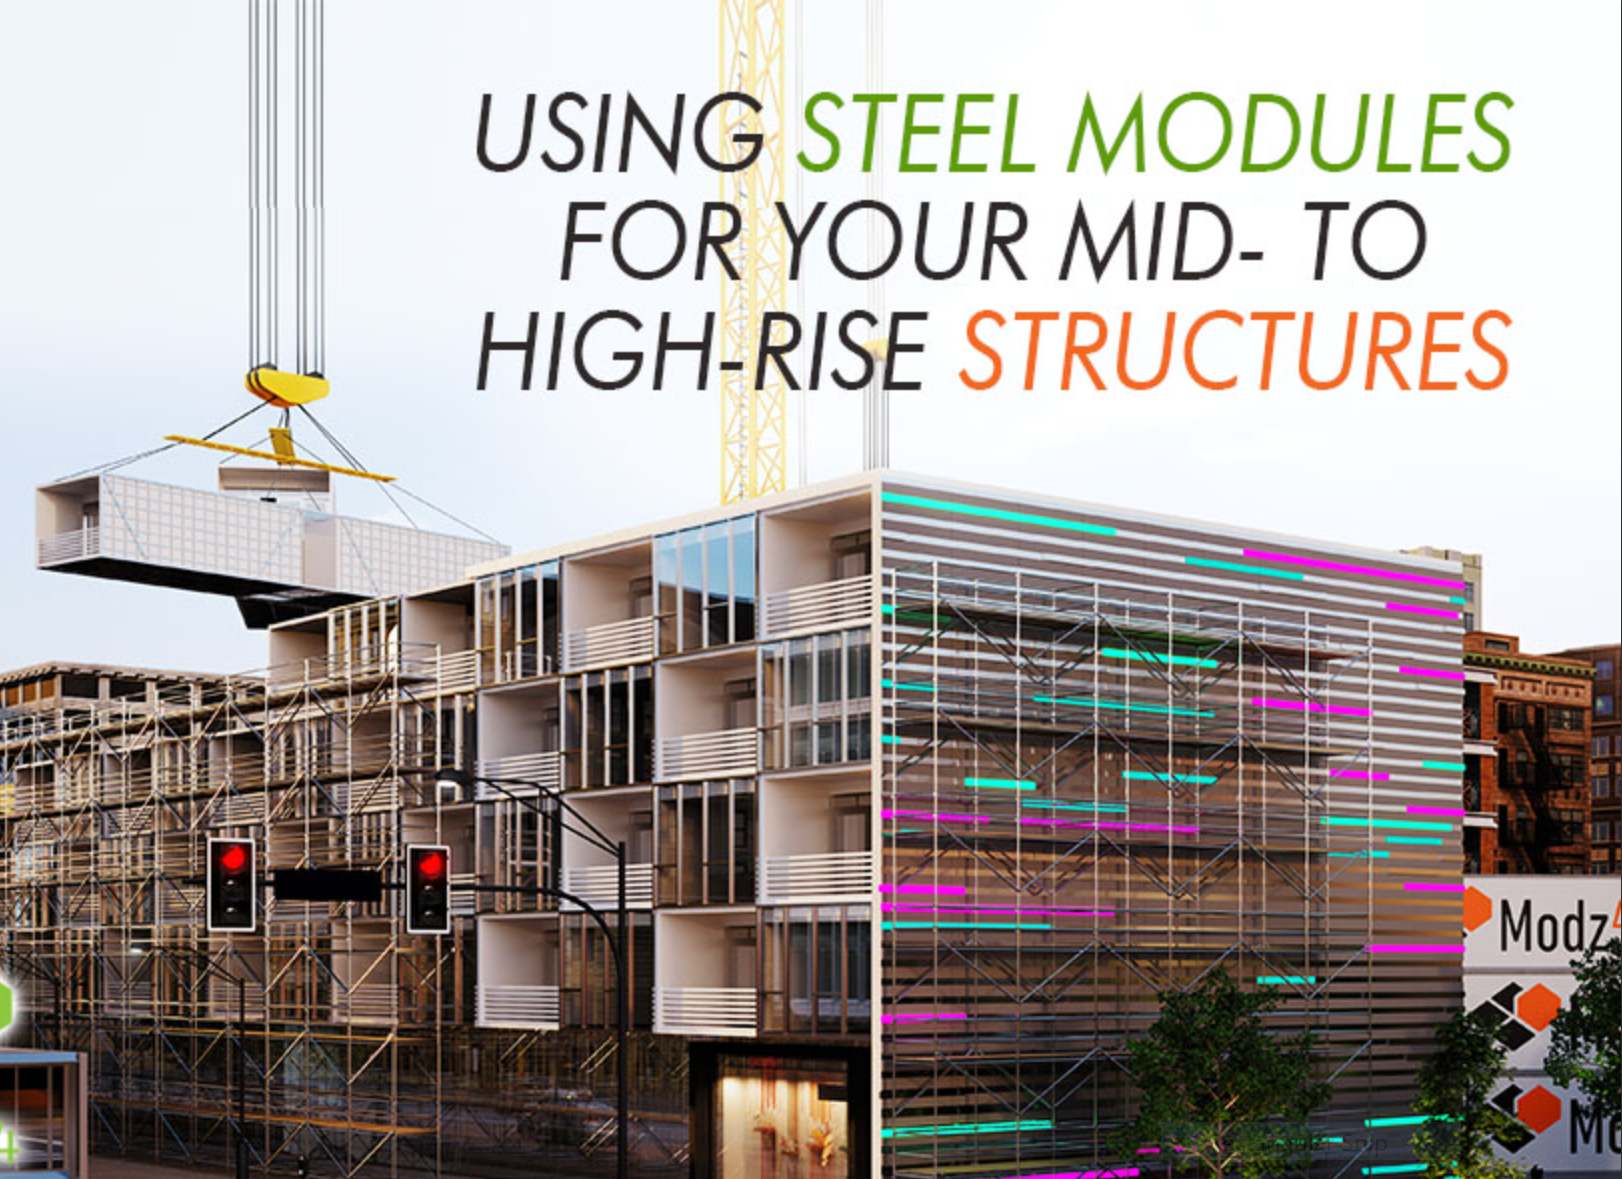 USING STEEL MODULES
FOR YOUR MID- TO
HIGH-RISE STRUCTURES
Modz